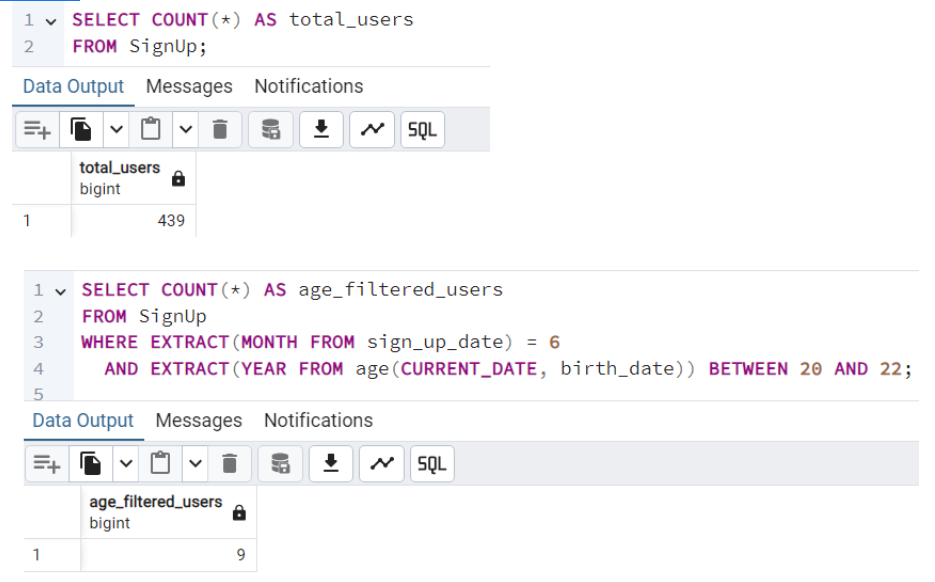 1 SELECT COUNT(*) AS total_users
2 FROM SignUp;
Data Output Messages Notifications
SQL
total_users
bigint
1 439
1 SELECT COUNT(*) AS age_filtered_users
2 FROM SignUp
3 WHERE EXTRACT(MONTH FROM sign_up_date) = 6
4 AND EXTRACT(YEAR FROM age(CURRENT_DATE, birth_date)) BETWEEN 20 AND 22;
5
Data Output Messages Notifications
SQL
age_filtered_users
bigint
1 9